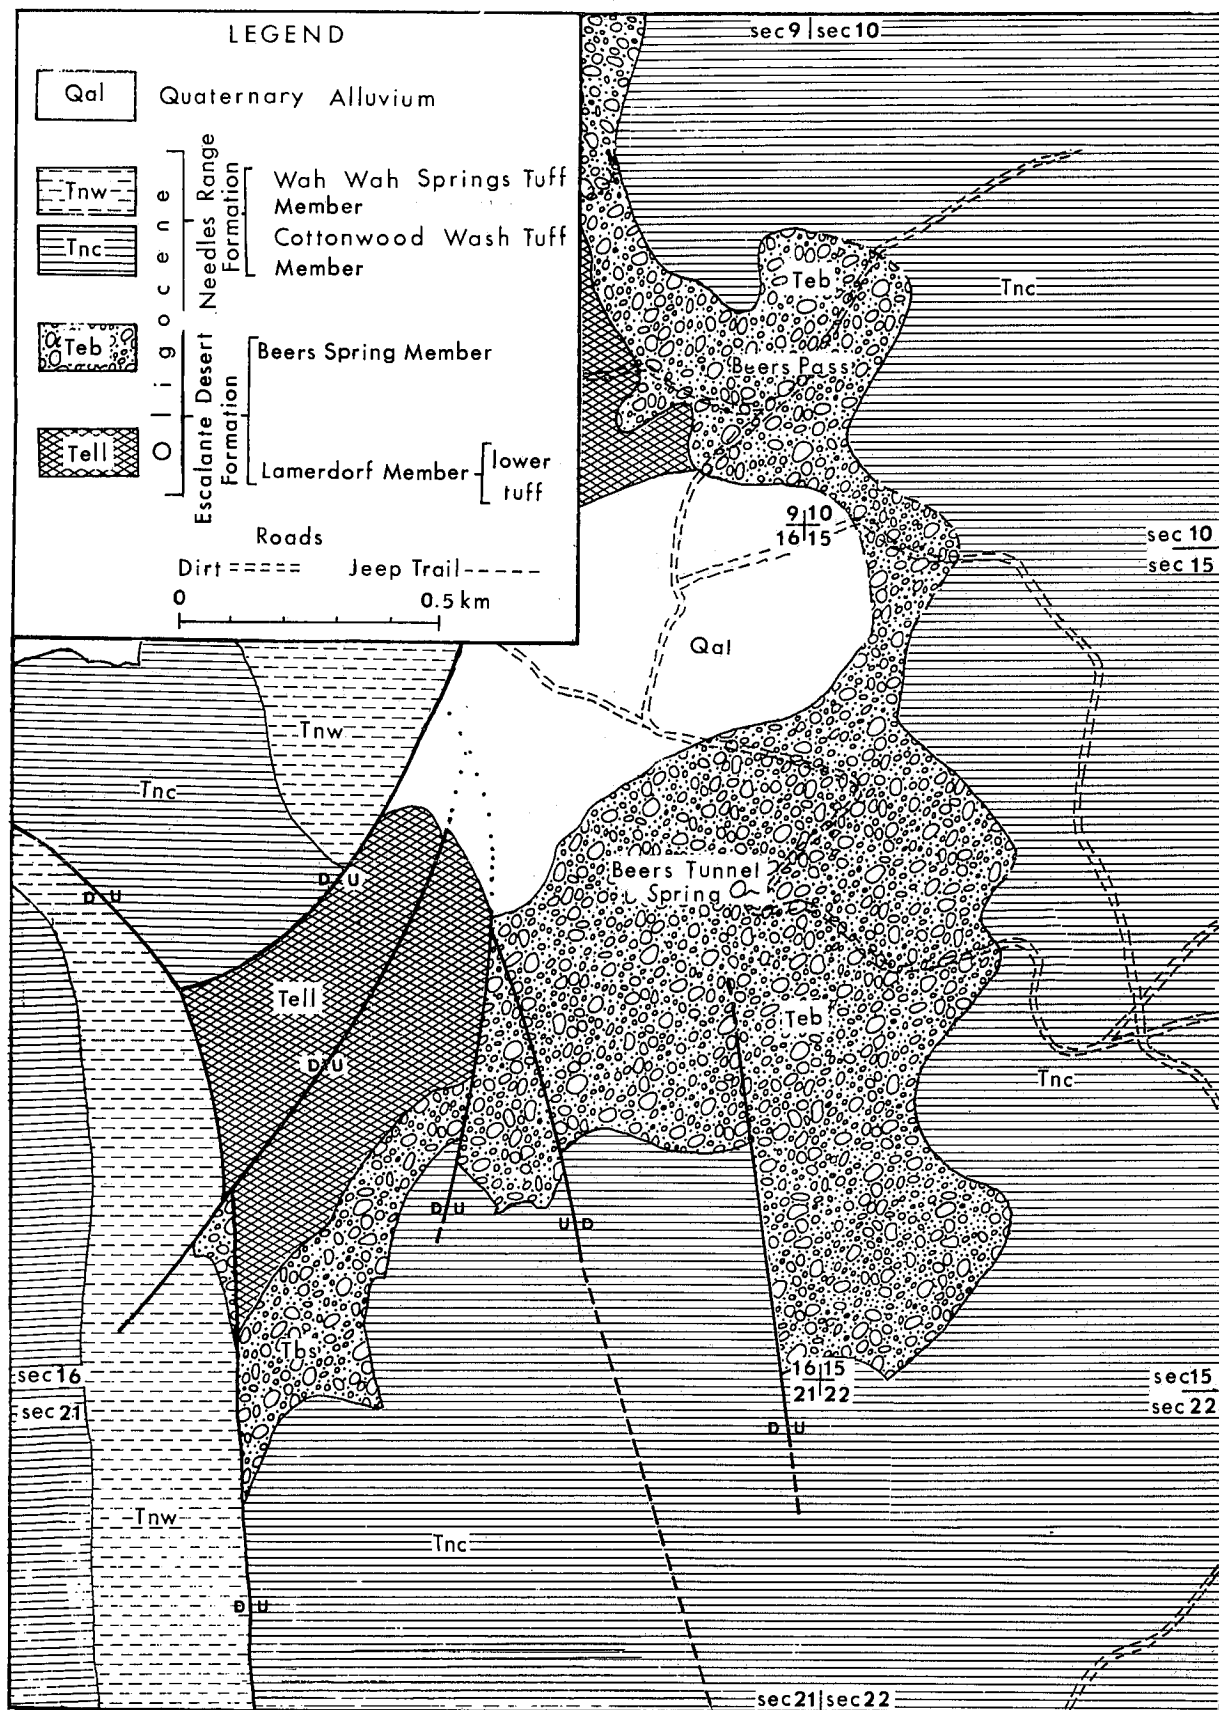 LEGEND
Qal Quaternary Alluvium
Tnw Wah Wah Springs Tuff
Member
Tnc Cottonwood Wash Tuff
Member
Needles Range
Formation
Teb Beers Spring Member
Tell Lamerdorf Member lower
tuff
Escalante Desert
Formation
Oligocene
Roads
Dirt Jeep Trail
0 0.5 km
sec 9 sec 10
Teb
Tnc
Beers Pass
9 10
16 15
sec 10
sec 15
Qal
Tnw
Tnc
D U
D U
Beers Tunnel
Spring
Tell
Teb
D U
Tnc
D U
U D
Tbs
sec 16
sec 21
16 15
21 22
sec 15
sec 22
D U
Tnw
Tnc
D U
sec 21 sec 22